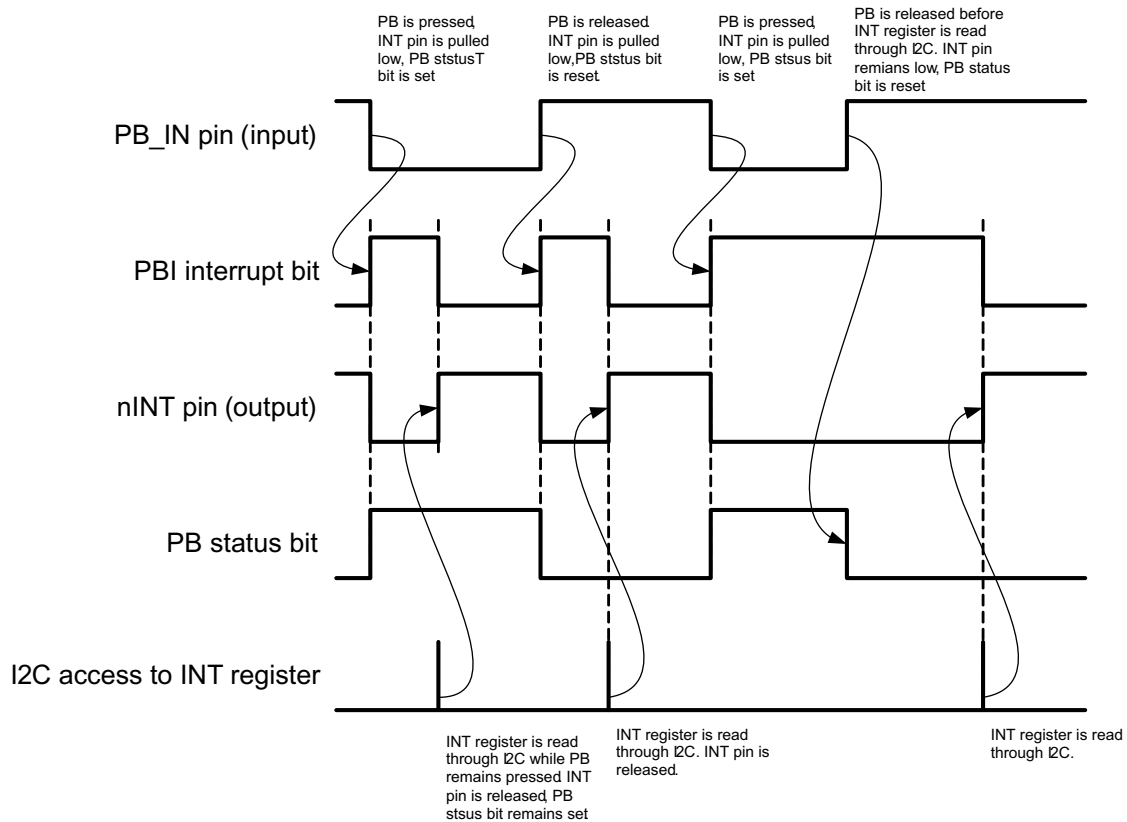 PB is pressed,
INT pin is pulled
low, PB ststusT
bit is set
PB is released.
INT pin is pulled
low,PB ststus bit
is reset.
PB is pressed,
INT pin is pulled
low, PB stsus bit
is set
PB is released before
INT register is read
through I2C. INT pin
remians low, PB status
bit is reset
PB_IN pin (input)
PBI interrupt bit
nINT pin (output)
PB status bit
I2C access to INT register
INT register is read
through I2C while PB
remains pressed. INT
pin is released, PB
stsus bit remains set
INT register is read
through I2C. INT pin is
released.
INT register is read
through I2C.